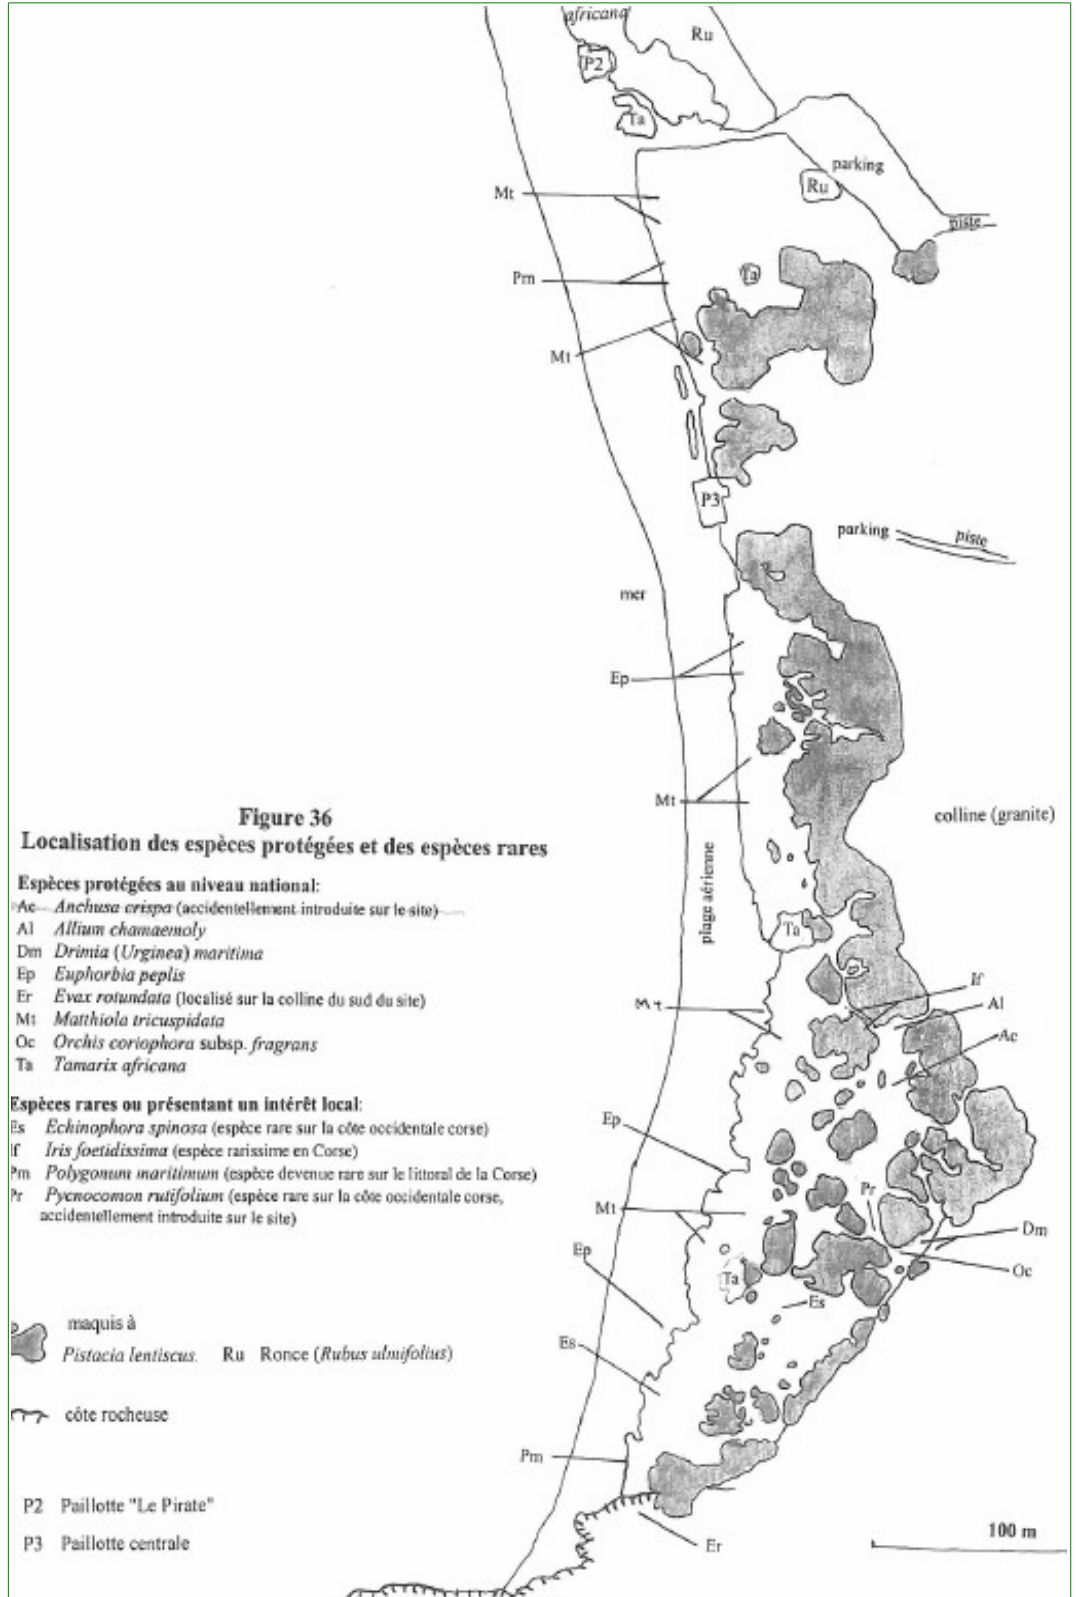 africana
Ru
P2
Ta
parking
Mt
Ru
piste
Pm
Ta
Mt
P3
parking
piste
mer
Ep
Mt
colline (granite)
plage aérienne
Ta
Figure 36
Localisation des espèces protégées et des espèces rares
Espèces protégées au niveau national:
Ac Anchusa crispa (accidentellement introduite sur le site)
Al Allium chamaemoly
Dm Drimia (Urginea) maritima
Ep Euphorbia peplis
Er Evax rotundata (localisé sur la colline du sud du site)
Mt Matthiola tricuspidata
Oc Orchis coriophora subsp. fragrans
Ta Tamarix africana
Espèces rares ou présentant un intérêt local:
Es Echinophora spinosa (espèce rare sur la côte occidentale corse)
If Iris foetidissima (espèce rarissime en Corse)
Pm Polygonum maritimum (espèce devenue rare sur le littoral de la Corse)
Pr Pycnocomon rutifolium (espèce rare sur la côte occidentale corse,
accidentellement introduite sur le site)
If
Al
Mt
Ac
Ep
Pr
Mt
Dm
Ep
Oc
Ta
Es
Es
maquis à
Pistacia lentiscus. Ru Ronce (Rubus ulmifolius)
côte rocheuse
Pm
P2 Paillotte "Le Pirate"
P3 Paillotte centrale
Er
100 m